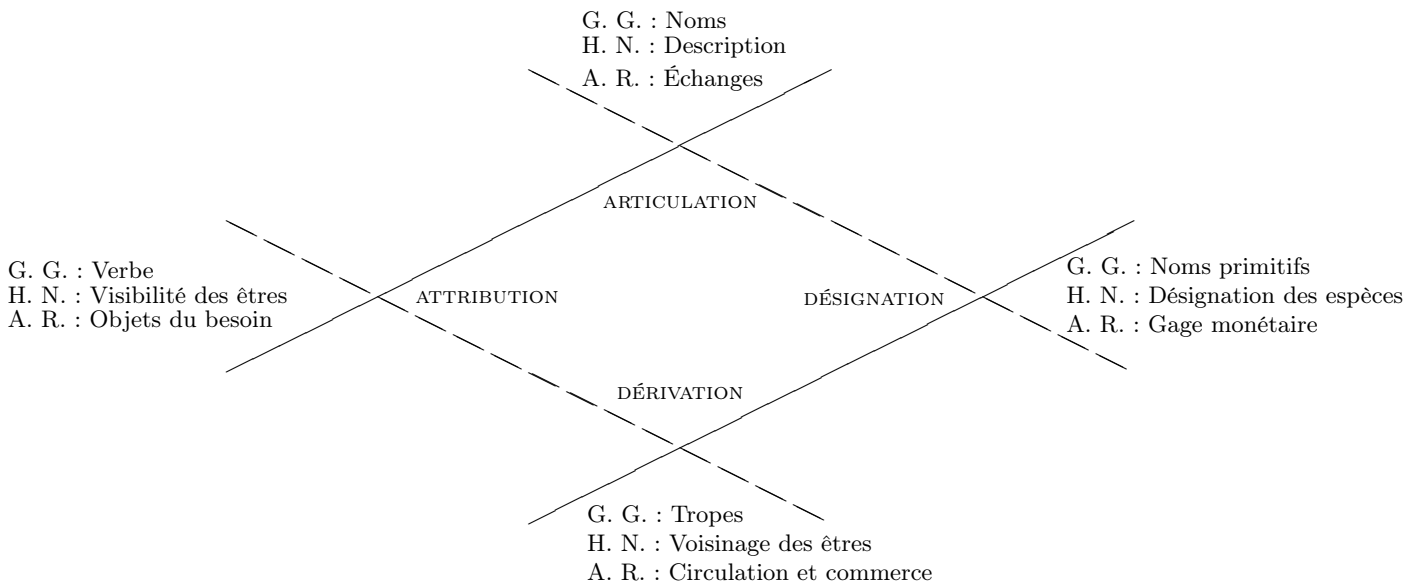 G. G. : Noms
H. N. : Description
A. R. : Échanges
ARTICULATION
G. G. : Verbe
H. N. : Visibilité des êtres
A. R. : Objets du besoin
ATTRIBUTION
DÉSIGNATION
G. G. : Noms primitifs
H. N. : Désignation des espèces
A. R. : Gage monétaire
DÉRIVATION
G. G. : Tropes
H. N. : Voisinage des êtres
A. R. : Circulation et commerce